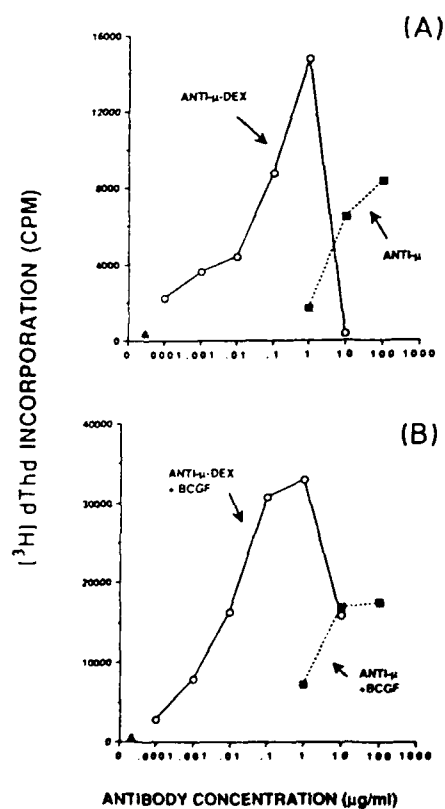 (A)
16000
12000
8000
4000
0
ANTI-μ-DEX
ANTI-μ
0 .0001 .001 .01 .1 1 10 100 1000
[³H] dThd INCORPORATION (CPM)
(B)
40000
30000
20000
10000
0
ANTI-μ-DEX
+ BCGF
ANTI-μ
+BCGF
0 .0001 .001 .01 .1 .1 10 100 1000
ANTIBODY CONCENTRATION (μg/ml)